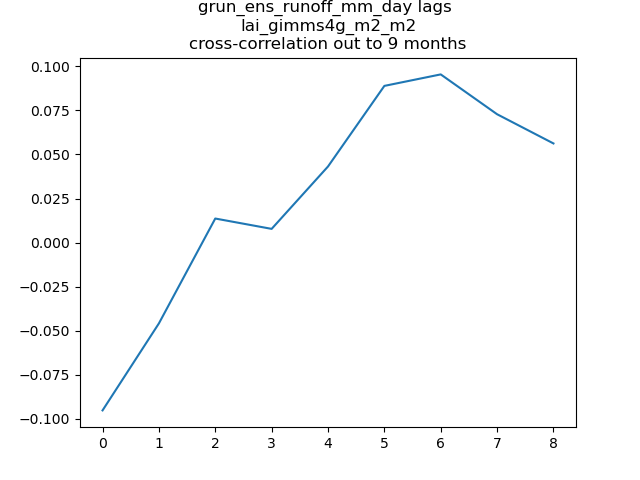 grun_ens_runoff_mm_day lags
lai_gimms4g_m2_m2
cross-correlation out to 9 months
0.100
0.075
0.050
0.025
0.000
−0.025
−0.050
−0.075
−0.100
0 1 2 3 4 5 6 7 8